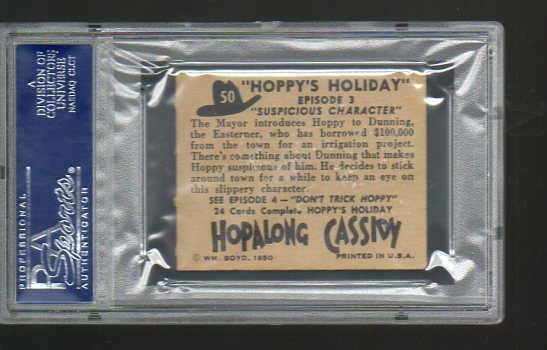 A
DIVISION OF
COLLECTORS
UNIVERSE
NASDAQ CLCT
PROFESSIONAL
PSA
Sports
AUTHENTICATOR
50
"HOPPY'S HOLIDAY"
EPISODE 3
"SUSPICIOUS CHARACTER"
The Mayor introduces Hoppy to Dunning,
the Easterner, who has borrowed $100,000
from the town for an irrigation project.
There's something about Dunning that makes
Hoppy suspicious of him. He decides to stick
around town for a while to keep an eye on
this slippery character.
SEE EPISODE 4—"DON'T TRICK HOPPY"
24 Cards Complete HOPPY'S HOLIDAY
HOPALONG CASSIDY
© WM. BOYD, 1950 PRINTED IN U.S.A.